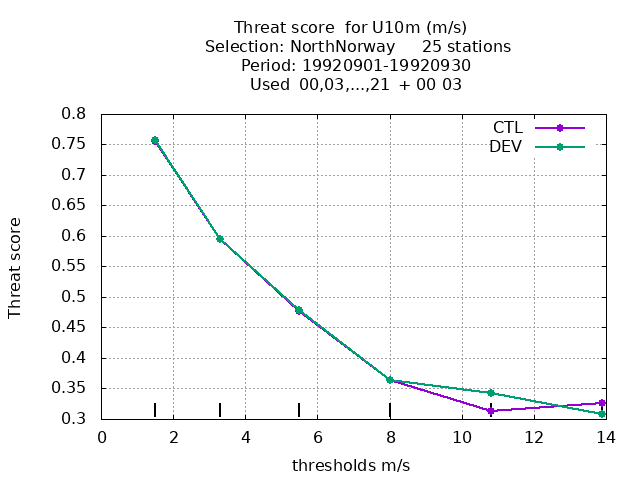 Threat score for U10m (m/s)
Selection: NorthNorway 25 stations
Period: 19920901-19920930
Used 00,03,...,21 + 00 03
CTL
DEV
Threat score
0.8
0.75
0.7
0.65
0.6
0.55
0.5
0.45
0.4
0.35
0.3
0 2 4 6 8 10 12 14
thresholds m/s